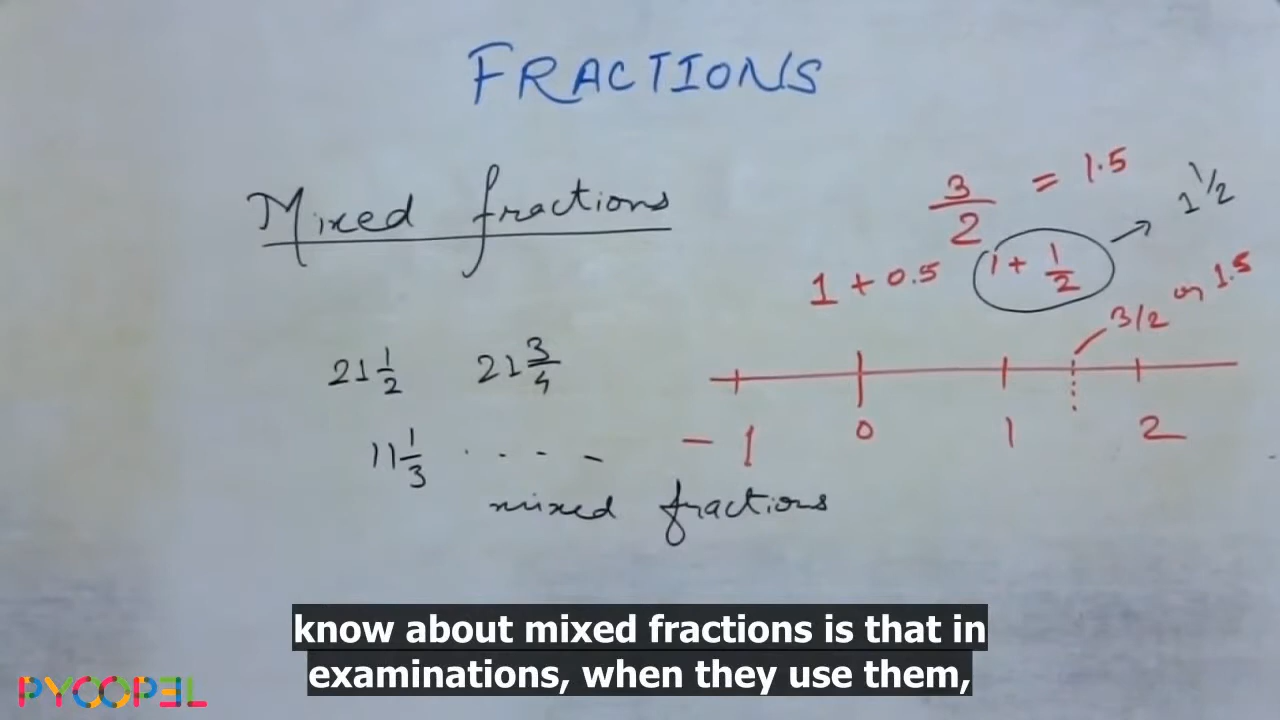 FRACTIONS
Mixed fractions
3/2 = 1.5
1 + 0.5 1 + 1/2 → 1 1/2
3/2 or 1.5
21 1/2 21 3/4
-1 0 1 2
11 1/3 . . - - -
mixed fractions
know about mixed fractions is that in
examinations, when they use them,
PYCOPEL